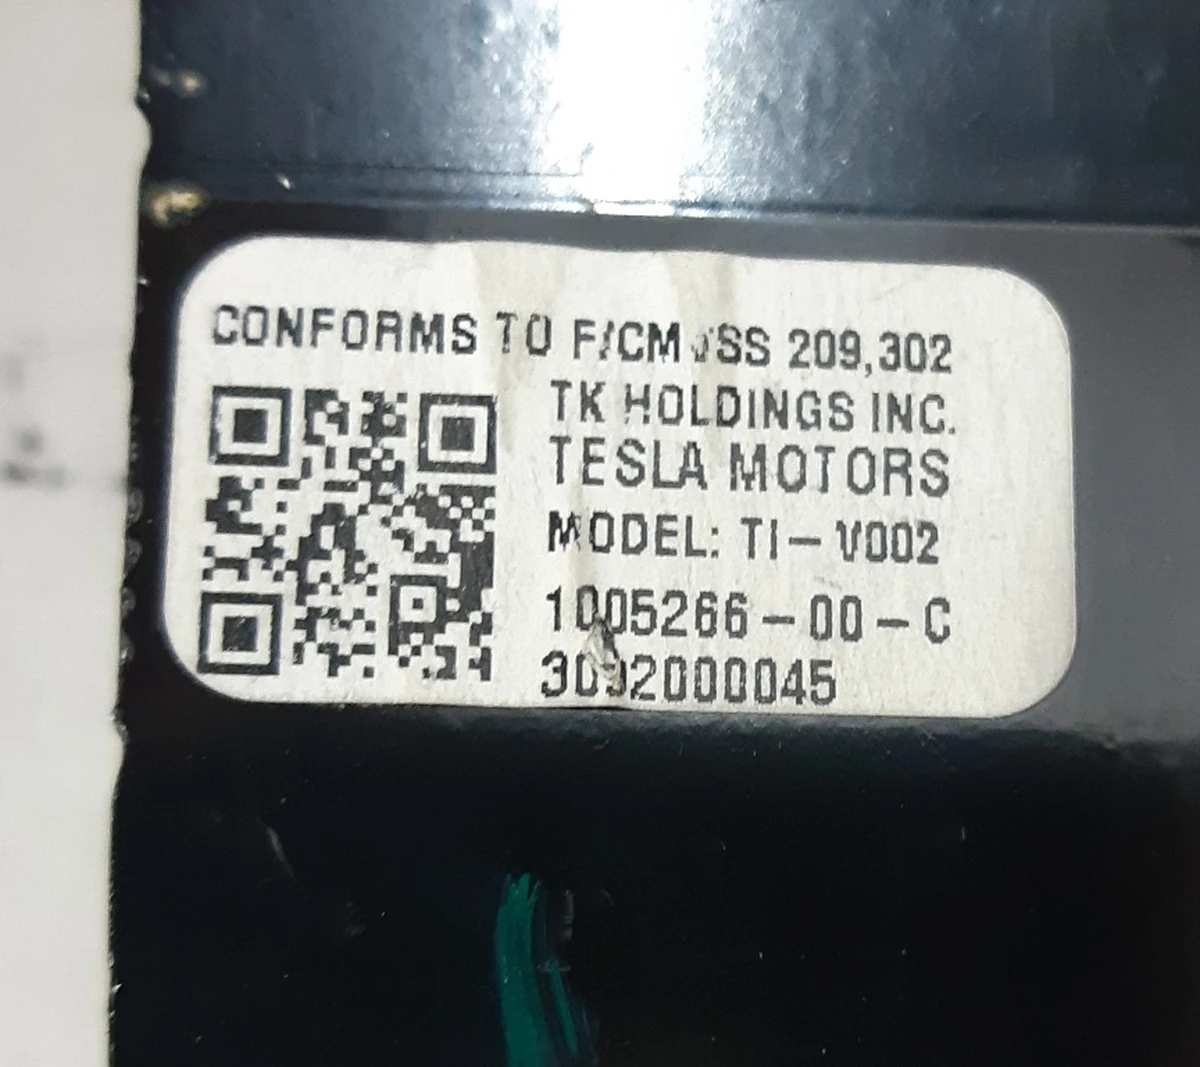 CONFORMS TO F/CMVSS 209,302
TK HOLDINGS INC.
TESLA MOTORS
MODEL: TI-V002
1005266-00-C